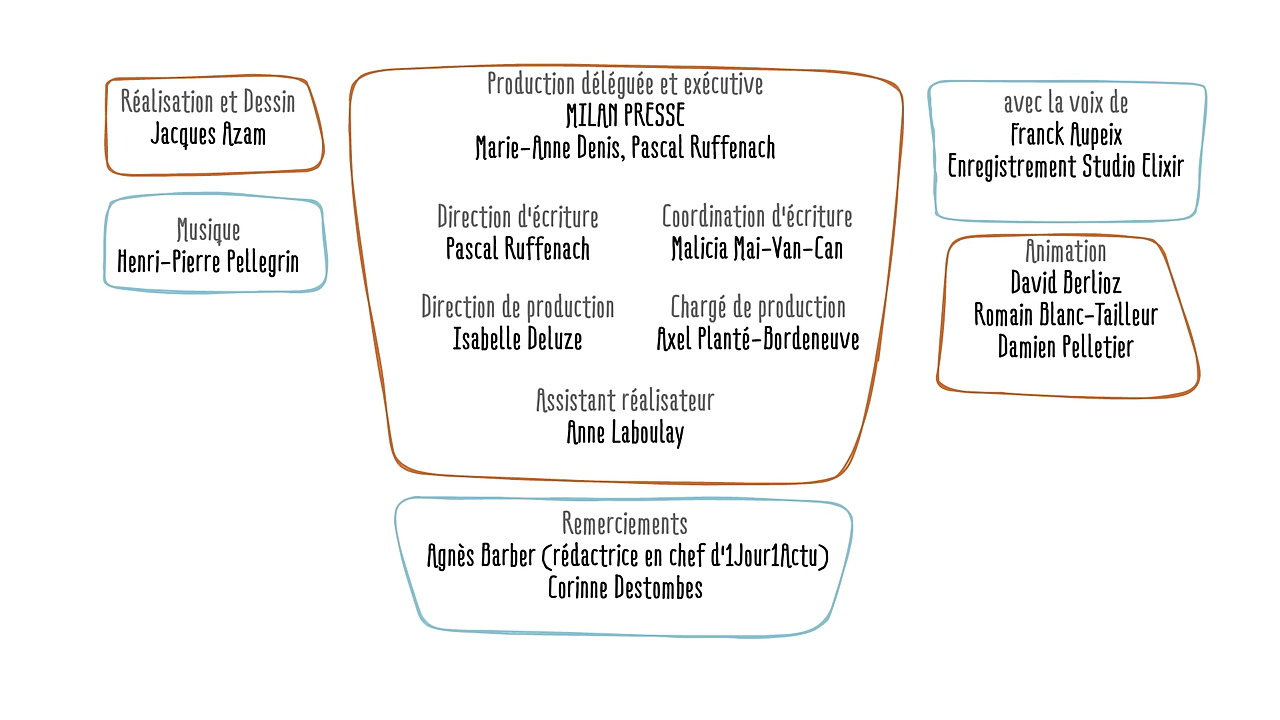 Réalisation et Dessin
Jacques Azam
Musique
Henri-Pierre Pellegrin
Production déléguée et exécutive
MILAN PRESSE
Marie-Anne Denis, Pascal Ruffenach
Direction d'écriture
Pascal Ruffenach
Coordination d'écriture
Malicia Mai-Van-Can
Direction de production
Isabelle Deluze
Chargé de production
Axel Planté-Bordeneuve
Assistant réalisateur
Anne Laboulay
avec la voix de
Franck Aupeix
Enregistrement Studio Elixir
Animation
David Berlioz
Romain Blanc-Tailleur
Damien Pelletier
Remerciements
Agnès Barber (rédactrice en chef d'1Jour1Actu)
Corinne Destombes